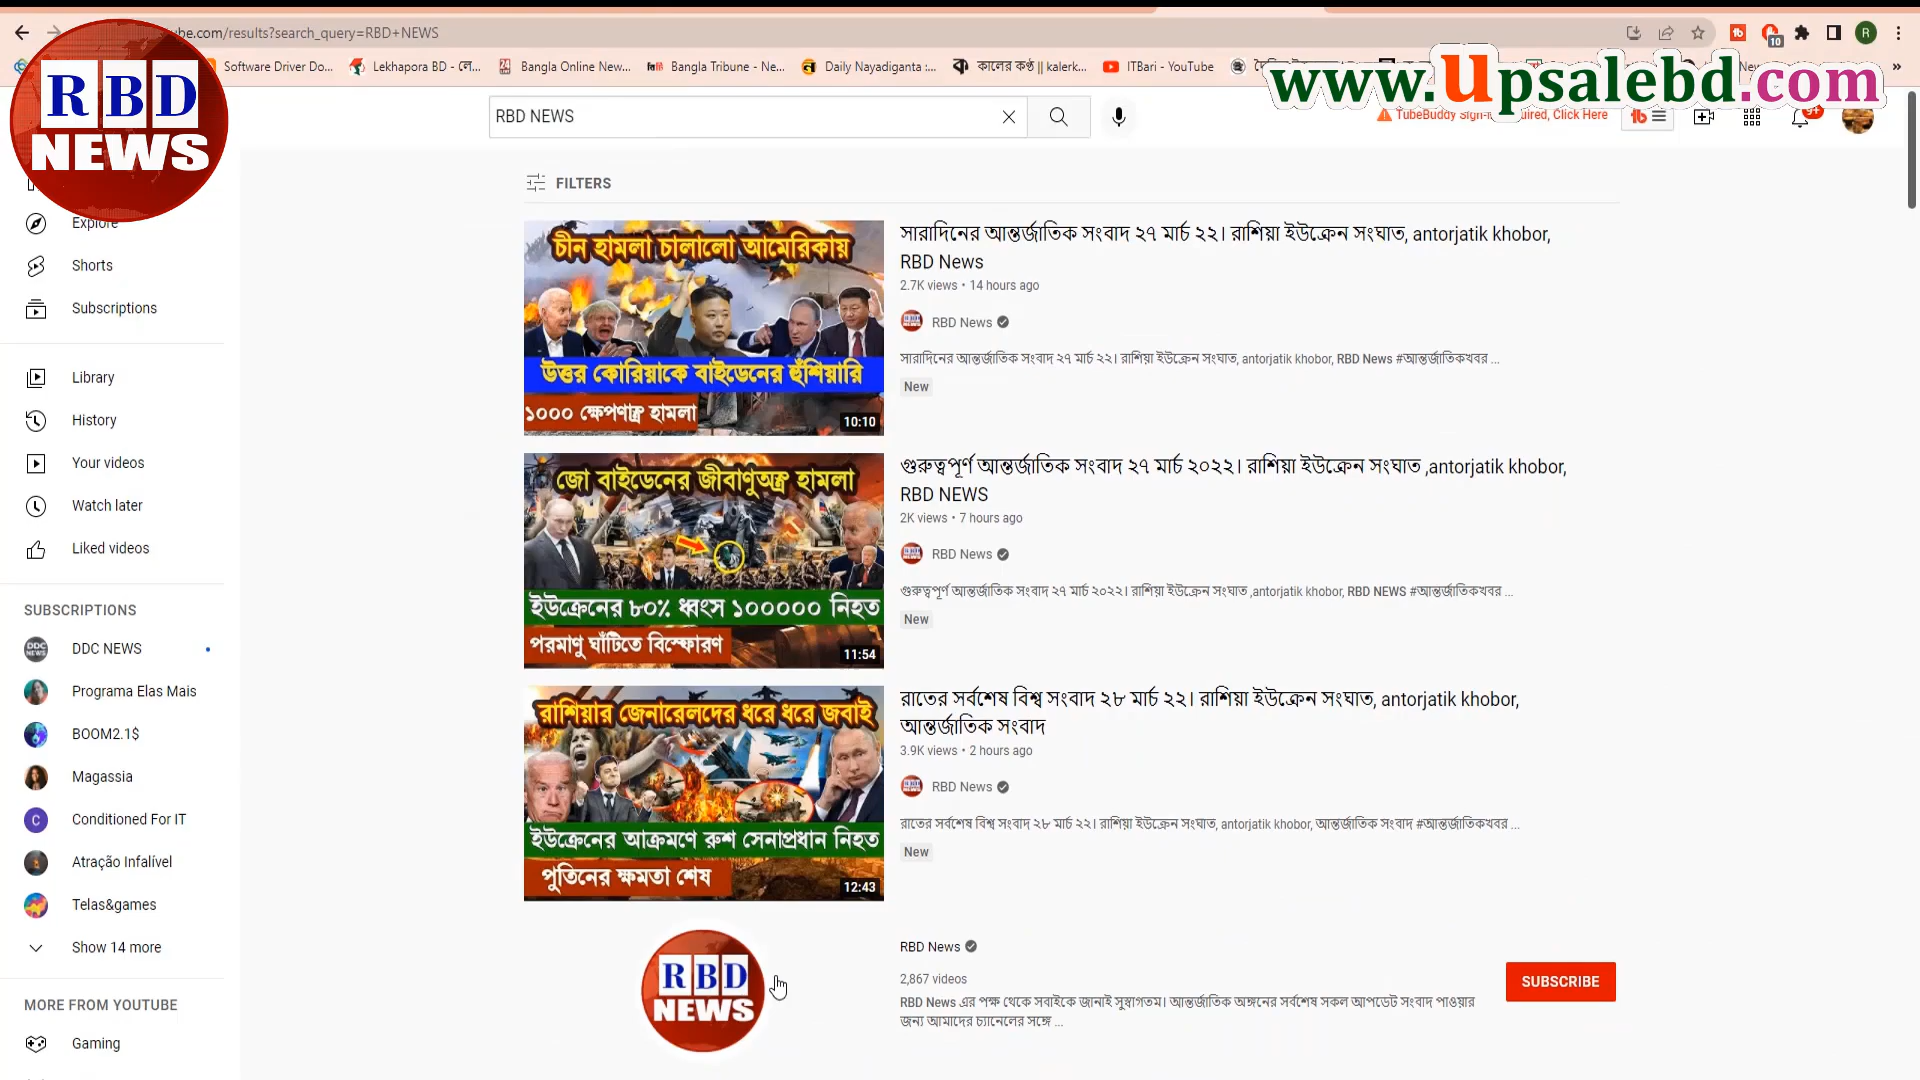 RBD
NEWS
ube.com/results?search_query=RBD+NEWS
10
R
Software Driver Do...
Lekhapora BD - লে...
Bangla Online New...
Bangla Tribune - Ne...
Daily Nayadiganta :...
কালের কণ্ঠ || kalerk...
ITBari - YouTube
www.Upsalebd.com
RBD NEWS
TubeBuddy Sign-
uired, Click Here
9+
Explore
Shorts
Subscriptions
Library
History
Your videos
Watch later
Liked videos
SUBSCRIPTIONS
DDC NEWS
Programa Elas Mais
BOOM2.1$
Magassia
C
Conditioned For IT
Atração Infalível
Telas&games
Show 14 more
MORE FROM YOUTUBE
Gaming
FILTERS
চীন হামলা চালালো আমেরিকায়
উত্তর কোরিয়াকে বাইডেনের হুঁশিয়ারি
১০০০ ক্ষেপণাস্ত্র হামলা
10:10
সারাদিনের আন্তর্জাতিক সংবাদ ২৭ মার্চ ২২। রাশিয়া ইউক্রেন সংঘাত, antorjatik khobor,
RBD News
2.7K views • 14 hours ago
RBD News
সারাদিনের আন্তর্জাতিক সংবাদ ২৭ মার্চ ২২। রাশিয়া ইউক্রেন সংঘাত, antorjatik khobor, RBD News #আন্তর্জাতিকখবর ...
New
জো বাইডেনের জীবাণুঅস্ত্র হামলা
ইউক্রেনের ৮০% ধ্বংস ১০০০০০ নিহত
পরমাণু ঘাঁটিতে বিস্ফোরণ
11:54
গুরুত্বপূর্ণ আন্তর্জাতিক সংবাদ ২৭ মার্চ ২০২২। রাশিয়া ইউক্রেন সংঘাত ,antorjatik khobor,
RBD NEWS
2K views • 7 hours ago
RBD News
গুরুত্বপূর্ণ আন্তর্জাতিক সংবাদ ২৭ মার্চ ২০২২। রাশিয়া ইউক্রেন সংঘাত ,antorjatik khobor, RBD NEWS #আন্তর্জাতিকখবর ...
New
রাশিয়ার জেনারেলদের ধরে ধরে জবাই
ইউক্রেনের আক্রমণে রুশ সেনাপ্রধান নিহত
পুতিনের ক্ষমতা শেষ
12:43
রাতের সর্বশেষ বিশ্ব সংবাদ ২৮ মার্চ ২২। রাশিয়া ইউক্রেন সংঘাত, antorjatik khobor,
আন্তর্জাতিক সংবাদ
3.9K views • 2 hours ago
RBD News
রাতের সর্বশেষ বিশ্ব সংবাদ ২৮ মার্চ ২২। রাশিয়া ইউক্রেন সংঘাত, antorjatik khobor, আন্তর্জাতিক সংবাদ #আন্তর্জাতিকখবর ...
New
RBD
NEWS
RBD News
2,867 videos
RBD News এর পক্ষ থেকে সবাইকে জানাই সুস্বাগতম। আন্তর্জাতিক অঙ্গনের সর্বশেষ সকল আপডেট সংবাদ পাওয়ার
জন্য আমাদের চ্যানেলের সঙ্গে ...
SUBSCRIBE